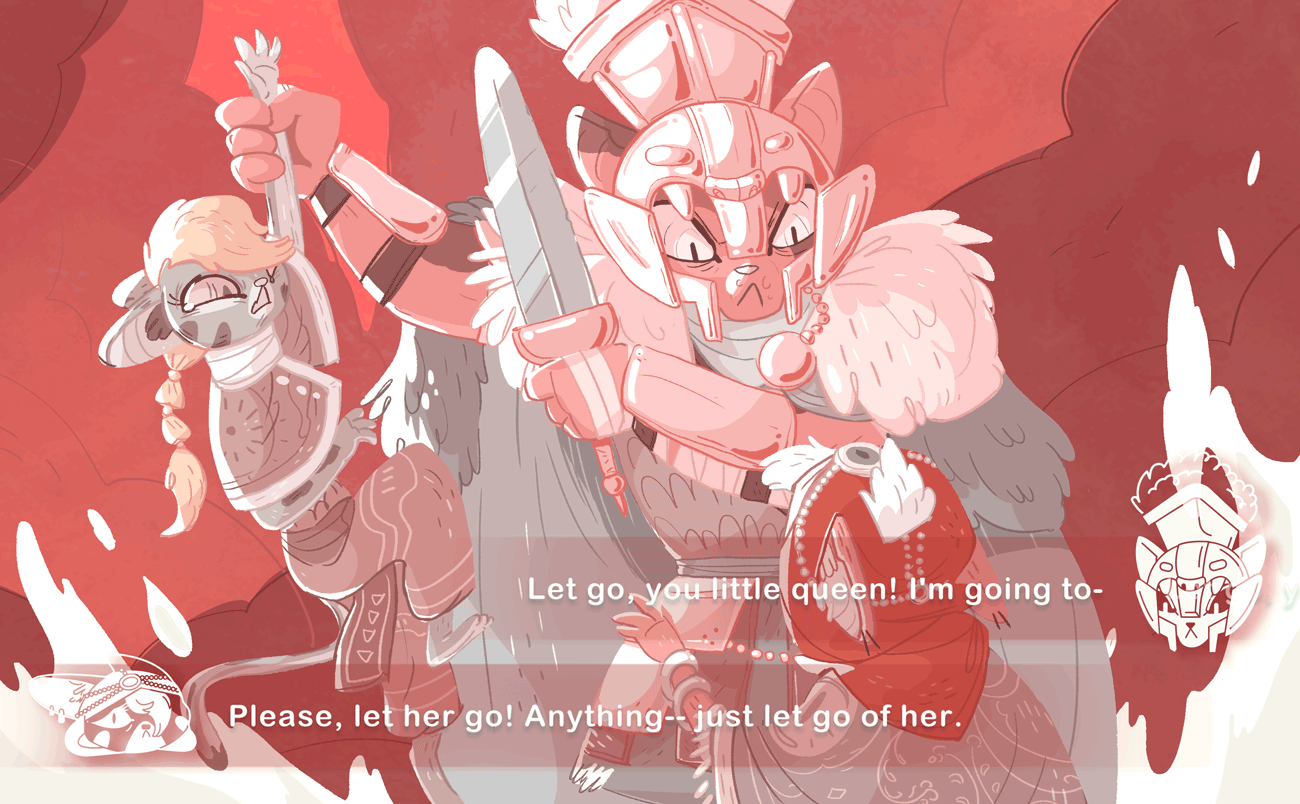 Let go, you little queen! I'm going to-
Please, let her go! Anything-- just let go of her.